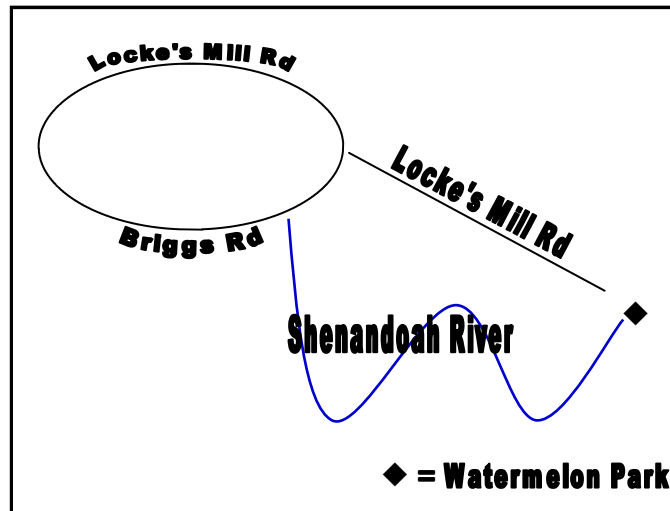 Locke's Mill Rd
Locke's Mill Rd
Briggs Rd
Shenandoah River
◆ = Watermelon Park